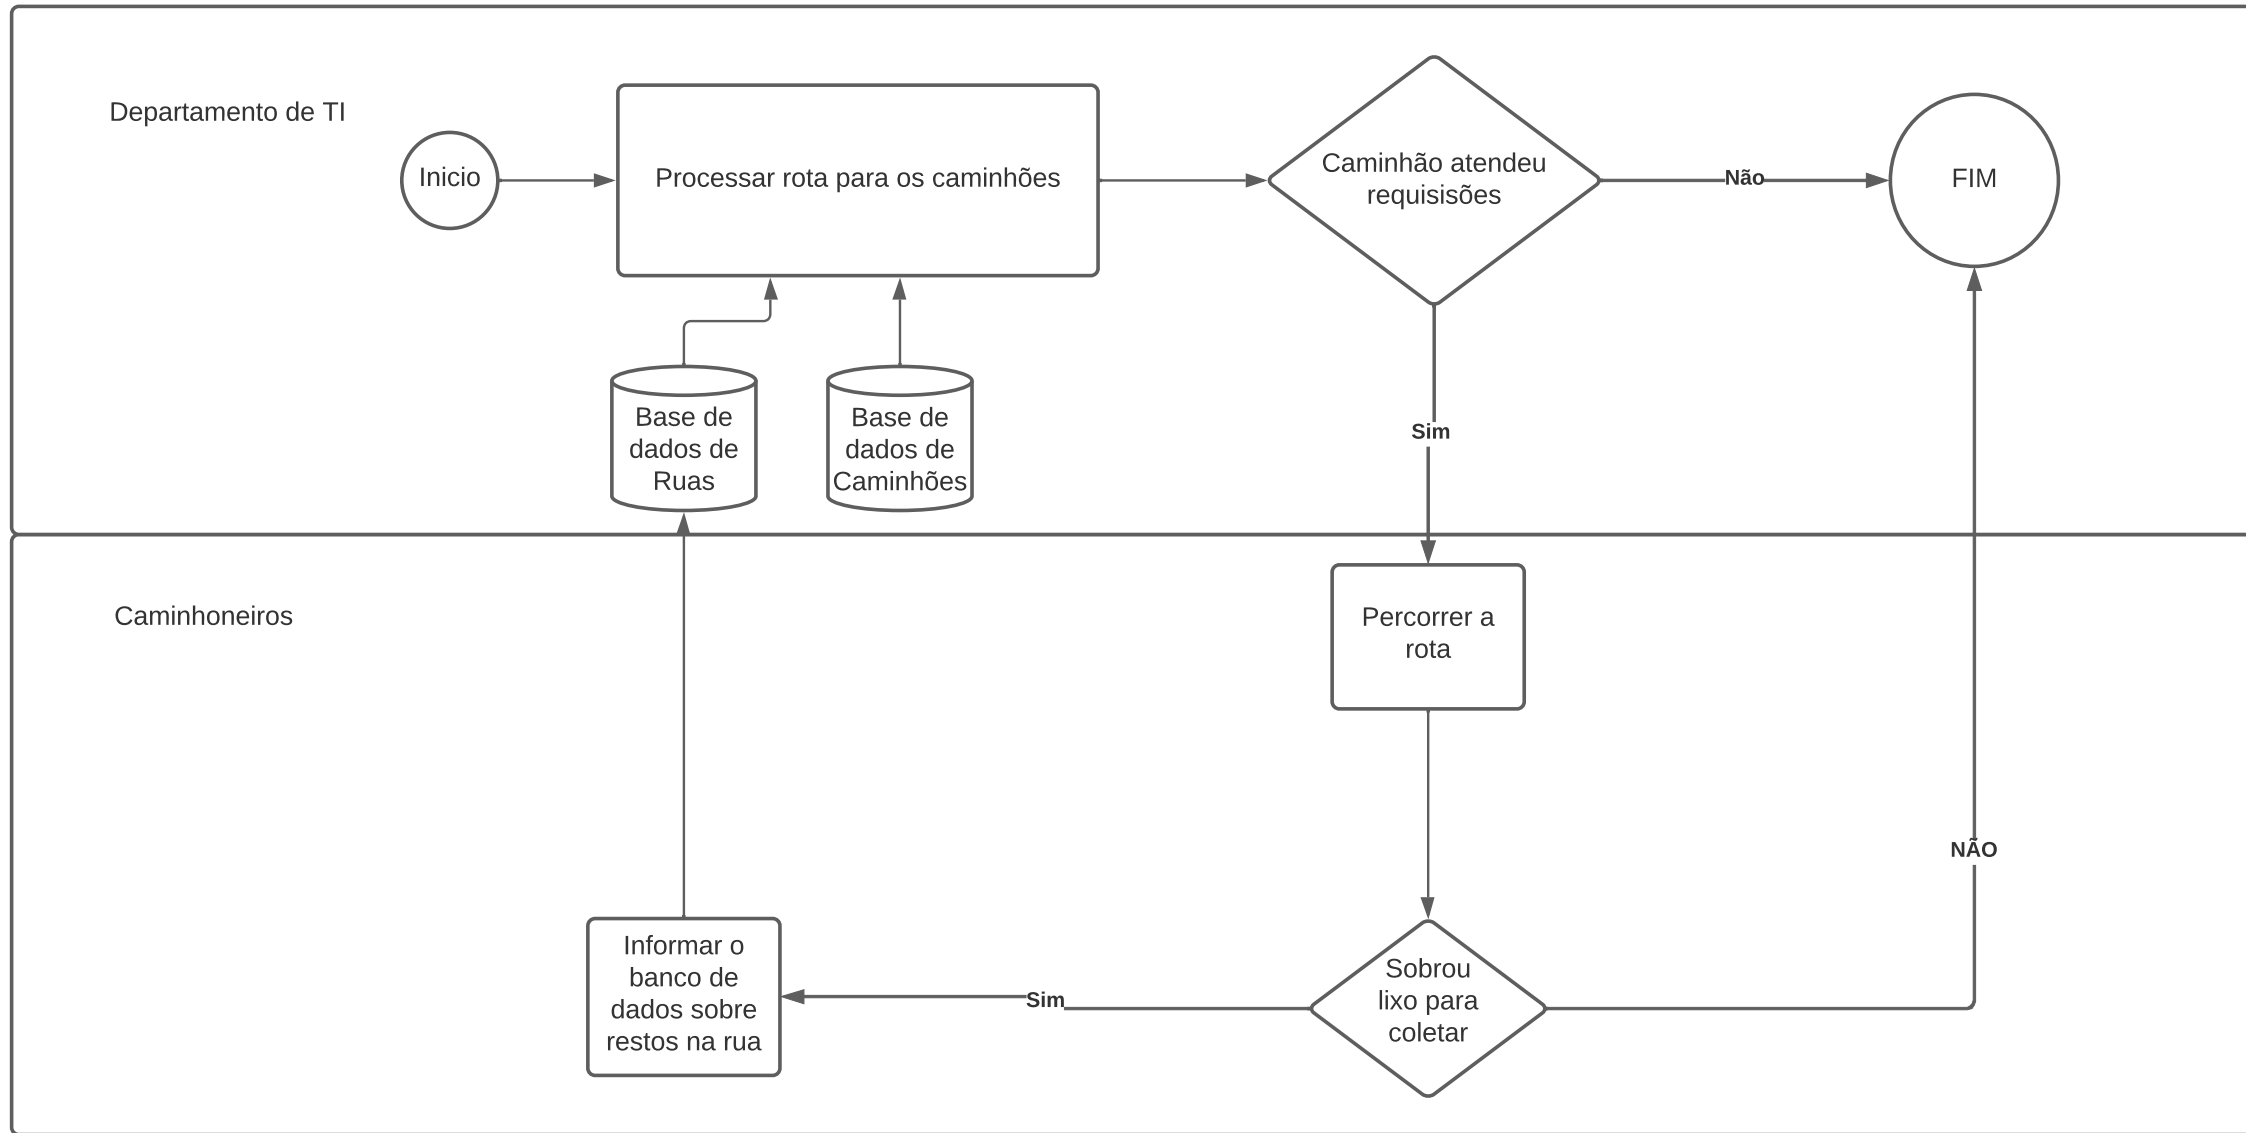 Departamento de TI
Inicio
Processar rota para os caminhões
Caminhão atendeu
requisisões
Não
FIM
Base de
dados de
Ruas
Base de
dados de
Caminhões
Sim
Caminhoneiros
Percorrer a
rota
NÃO
Informar o
banco de
dados sobre
restos na rua
Sim
Sobrou
lixo para
coletar